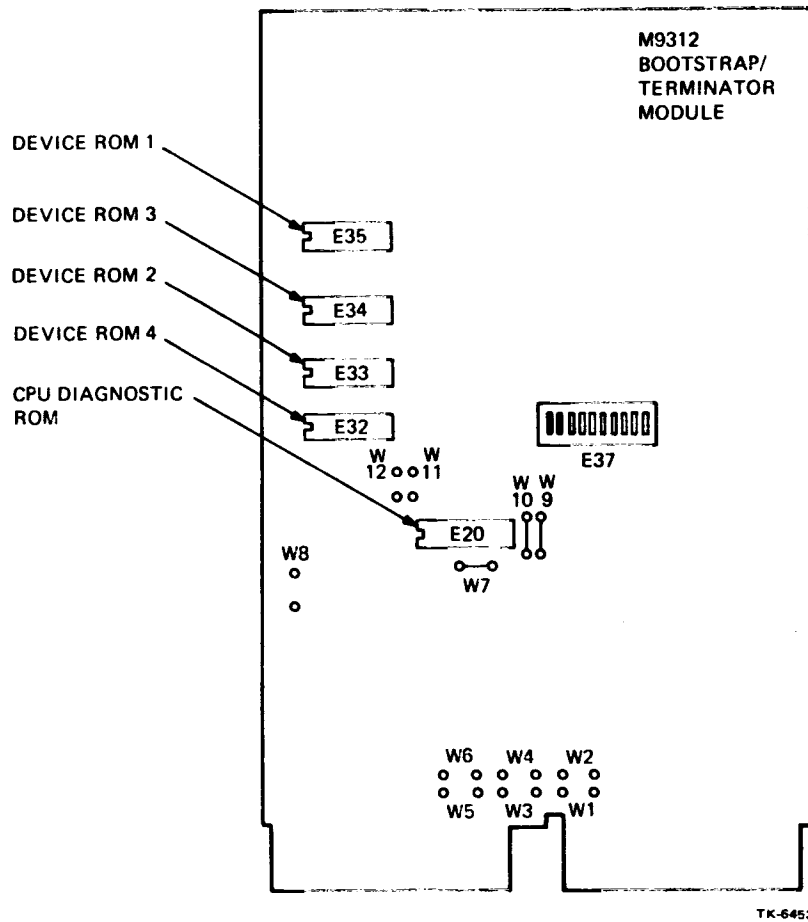 M9312
BOOTSTRAP/
TERMINATOR
MODULE
DEVICE ROM 1
DEVICE ROM 3
DEVICE ROM 2
DEVICE ROM 4
CPU DIAGNOSTIC
ROM
E35
E34
E33
E32
E37
W W
12 11
W W
10 9
E20
W8
W7
W6 W4 W2
W5 W3 W1